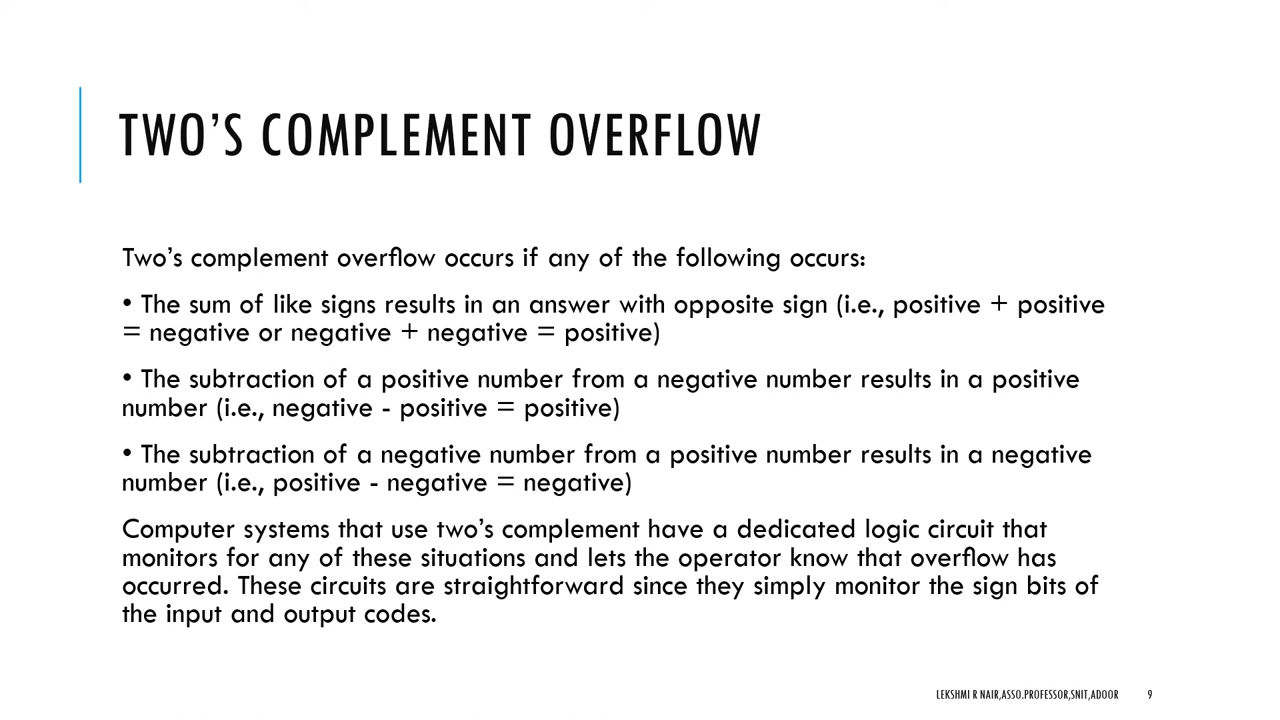 TWO'S COMPLEMENT OVERFLOW
Two's complement overflow occurs if any of the following occurs:
• The sum of like signs results in an answer with opposite sign (i.e., positive + positive
= negative or negative + negative = positive)
• The subtraction of a positive number from a negative number results in a positive
number (i.e., negative - positive = positive)
• The subtraction of a negative number from a positive number results in a negative
number (i.e., positive - negative = negative)
Computer systems that use two's complement have a dedicated logic circuit that
monitors for any of these situations and lets the operator know that overflow has
occurred. These circuits are straightforward since they simply monitor the sign bits of
the input and output codes.
LEKSHMI R NAIR,ASSO.PROFESSOR,SNIT,ADOOR 9